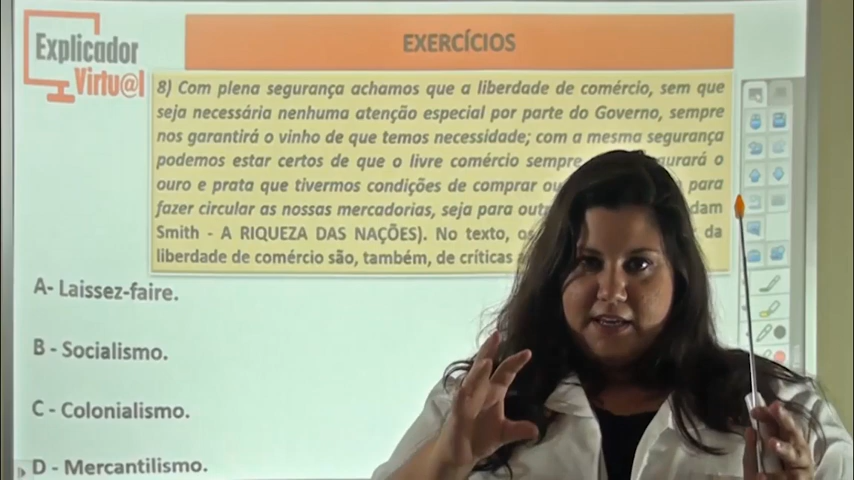 Explicador
Virtu@l
EXERCÍCIOS
8) Com plena segurança achamos que a liberdade de comércio, sem que
seja necessária nenhuma atenção especial por parte do Governo, sempre
nos garantirá o vinho de que temos necessidade; com a mesma segurança
podemos estar certos de que o livre comércio sempre
ouro e prata que tivermos condições de comprar ou para
fazer circular as nossas mercadorias, seja para
Smith - A RIQUEZA DAS NAÇÕES). No texto, da
liberdade de comércio são, também, de críticas
A- Laissez-faire.
B - Socialismo.
C - Colonialismo.
D - Mercantilismo.